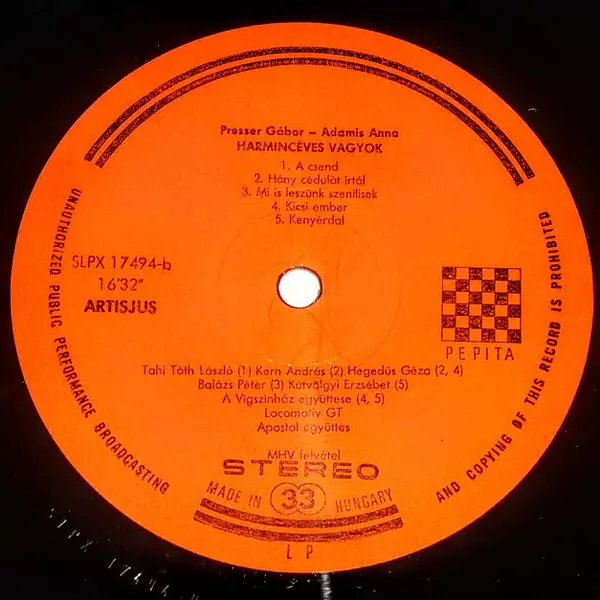 Presser Gábor – Adamis Anna
HARMINCÉVES VAGYOK
1. A csend
2. Hány cédulát írtál
3. Mi is leszünk szenilisek
4. Kicsi ember
5. Kenyérdal
SLPX 17494-b
16'32"
ARTISJUS
PEPITA
Tahi Tóth László (1) Kern András (2) Hegedűs Géza (2, 4)
Balázs Péter (3) Kútvölgyi Erzsébet (5)
A Vígszínház együttese (4, 5)
Locomotiv GT
Apostol együttes
MHV felvétel
STEREO
MADE IN 33 HUNGARY
LP
UNAUTHORIZED PUBLIC PERFORMANCE BROADCASTING
AND COPYING OF THIS RECORD IS PROHIBITED
SLPX 17494